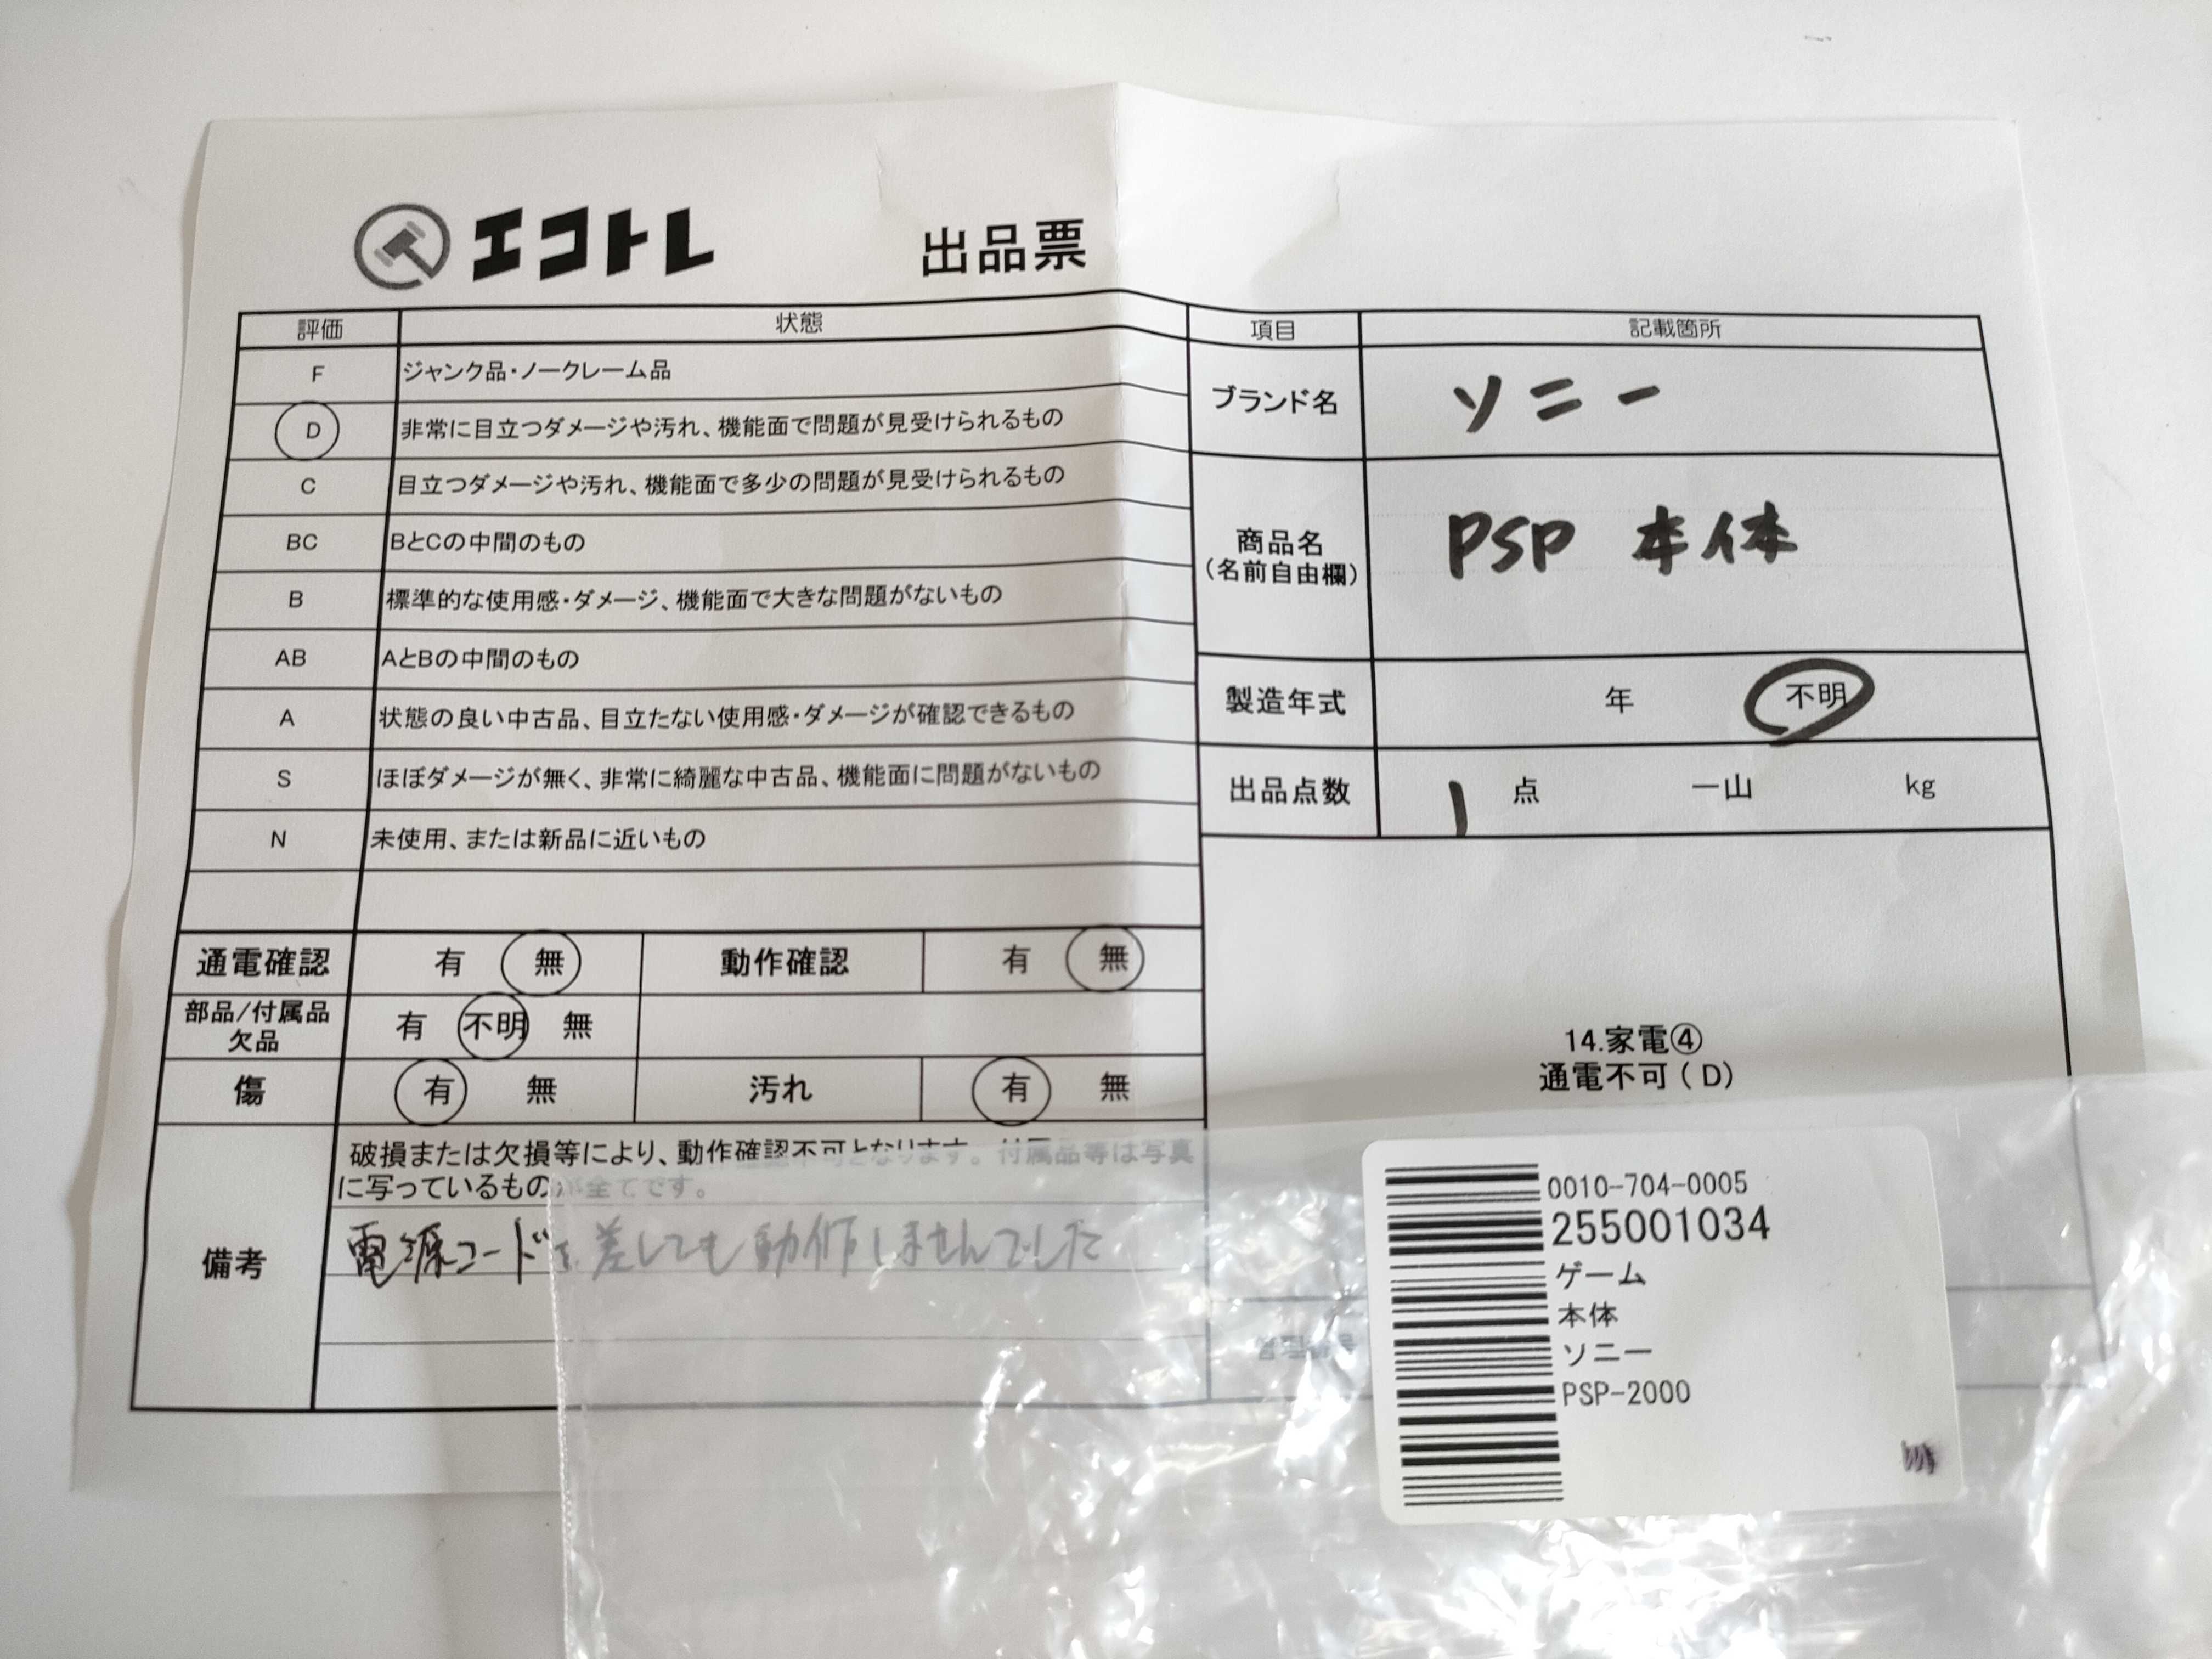 エコトレ 出品票
評価 状態
F ジャンク品・ノークレーム品
D 非常に目立つダメージや汚れ、機能面で問題が見受けられるもの
C 目立つダメージや汚れ、機能面で多少の問題が見受けられるもの
BC BとCの中間のもの
B 標準的な使用感・ダメージ、機能面で大きな問題がないもの
AB AとBの中間のもの
A 状態の良い中古品、目立たない使用感・ダメージが確認できるもの
S ほぼダメージが無く、非常に綺麗な中古品、機能面に問題がないもの
N 未使用、または新品に近いもの
通電確認 有 無 動作確認 有 無
部品/付属品
欠品 有 不明 無
傷 有 無 汚れ 有 無
備考
破損または欠損等により、動作確認不可となります。付属品等は写真
に写っているものが全てです。
電源コードを差しても動作しませんでした
項目 記載箇所
ブランド名 ソニー
商品名
(名前自由欄) PSP 本体
製造年式 年 不明
出品点数 1 点 一山 kg
14.家電④
通電不可(D)
0010-704-0005
255001034
ゲーム
本体
ソニー
PSP-2000